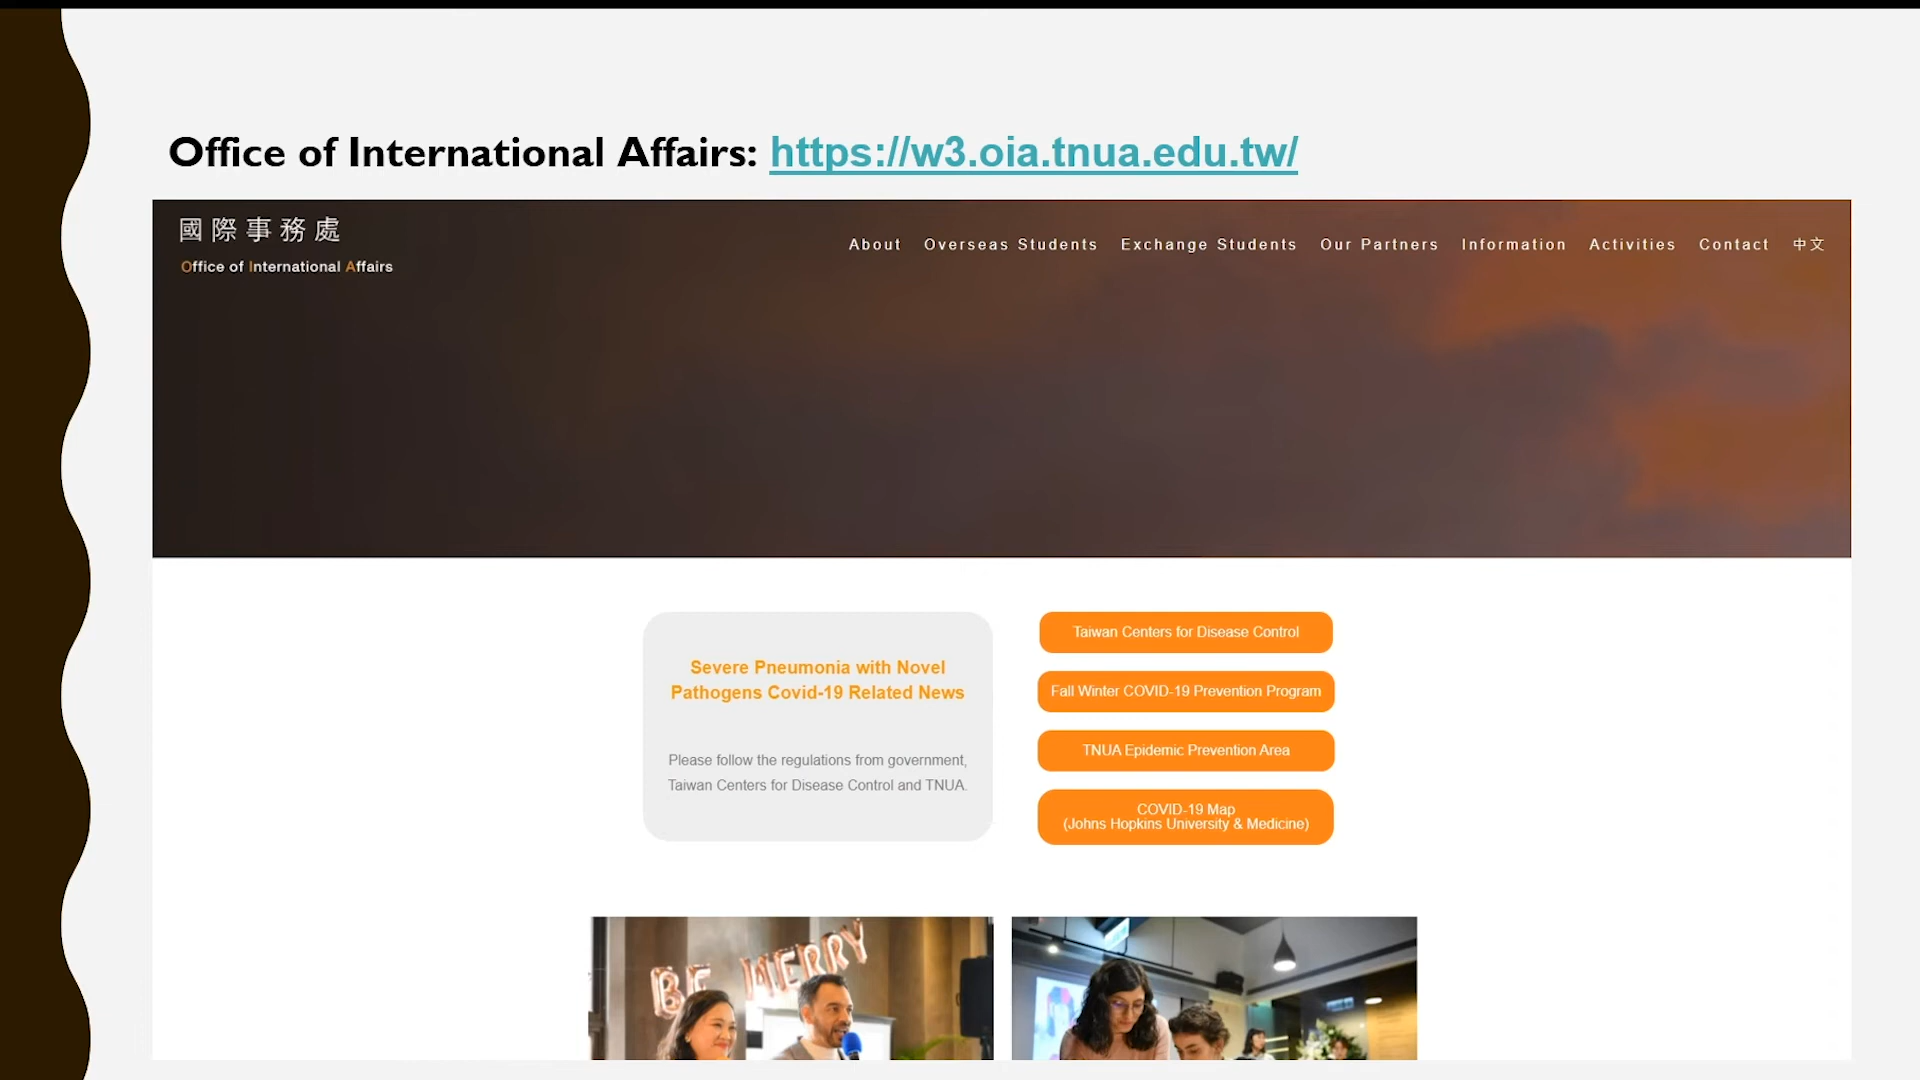 Office of International Affairs: https://w3.oia.tnua.edu.tw/
國際事務處
Office of International Affairs
About Overseas Students Exchange Students Our Partners Information Activities Contact 中文
Severe Pneumonia with Novel
Pathogens Covid-19 Related News
Please follow the regulations from government,
Taiwan Centers for Disease Control and TNUA.
Taiwan Centers for Disease Control
Fall Winter COVID-19 Prevention Program
TNUA Epidemic Prevention Area
COVID-19 Map
(Johns Hopkins University & Medicine)
BE MERRY